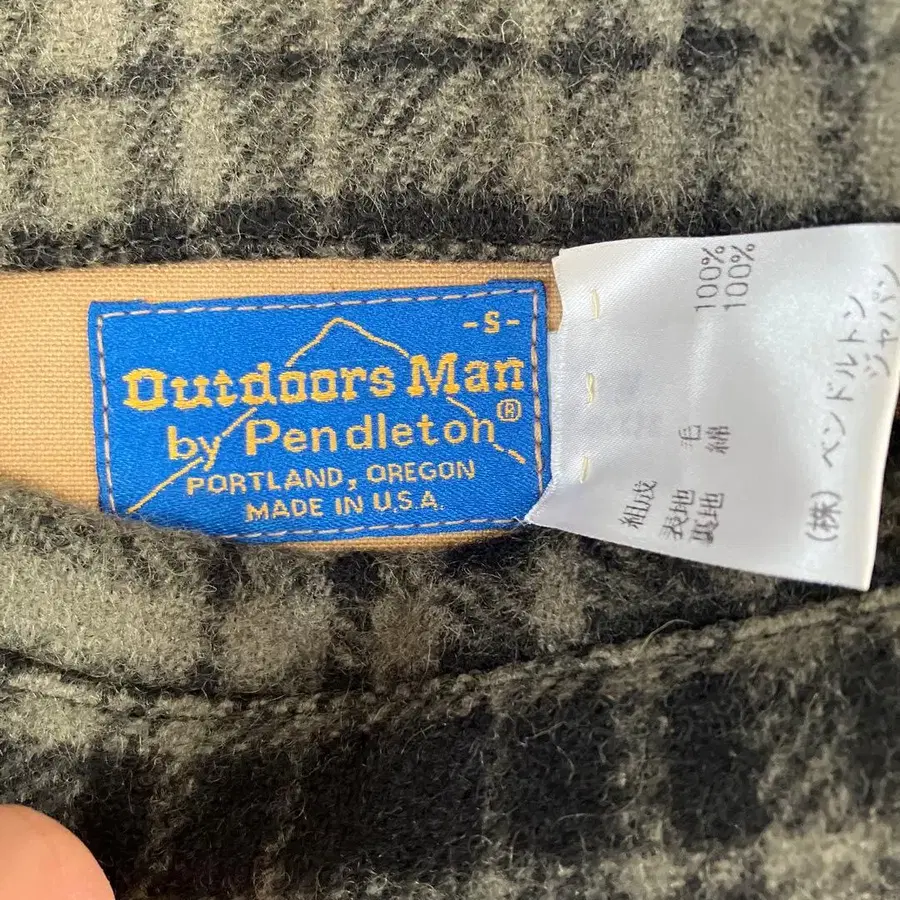 -S-
Outdoors Man
by Pendleton®
PORTLAND, OREGON
MADE IN U.S.A.
組成
表地 毛 100%
裏地 綿 100%
(株) ペンドルトン
ジャパン